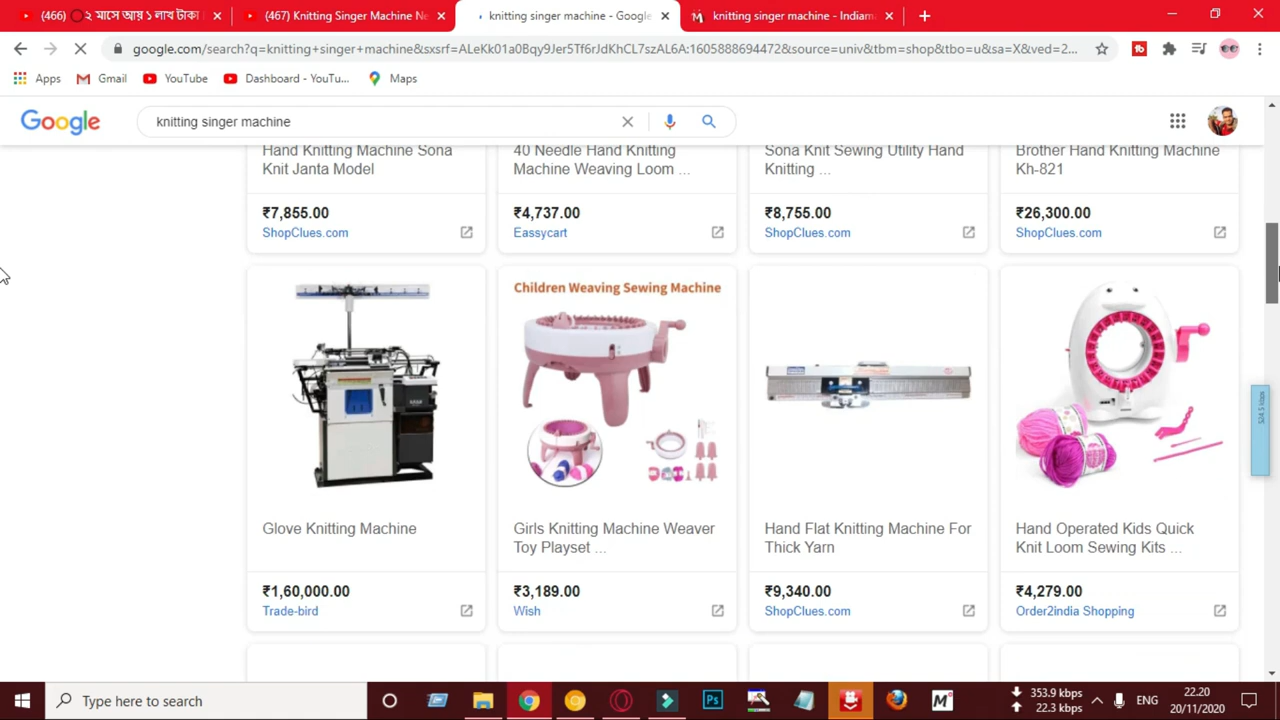 (466) ⭕২ মাসে আয় ১ লাখ টাকা
(467) Knitting Singer Machine Ne
knitting singer machine - Google
knitting singer machine - Indiam
google.com/search?q=knitting+singer+machine&sxsrf=ALeKk01a0Bqy9Jer5Tf6rJdKhCL7szAL6A:1605888694472&source=univ&tbm=shop&tbo=u&sa=X&ved=2...
Apps Gmail YouTube Dashboard - YouTu... Maps
Google knitting singer machine
Hand Knitting Machine Sona
Knit Janta Model
₹7,855.00
ShopClues.com
40 Needle Hand Knitting
Machine Weaving Loom ...
₹4,737.00
Eassycart
Sona Knit Sewing Utility Hand
Knitting ...
₹8,755.00
ShopClues.com
Brother Hand Knitting Machine
Kh-821
₹26,300.00
ShopClues.com
Glove Knitting Machine
₹1,60,000.00
Trade-bird
Children Weaving Sewing Machine
Girls Knitting Machine Weaver
Toy Playset ...
₹3,189.00
Wish
Hand Flat Knitting Machine For
Thick Yarn
₹9,340.00
ShopClues.com
Hand Operated Kids Quick
Knit Loom Sewing Kits ...
₹4,279.00
Order2india Shopping
Type here to search
Ps
353.9 kbps
22.3 kbps
ENG
22.20
20/11/2020